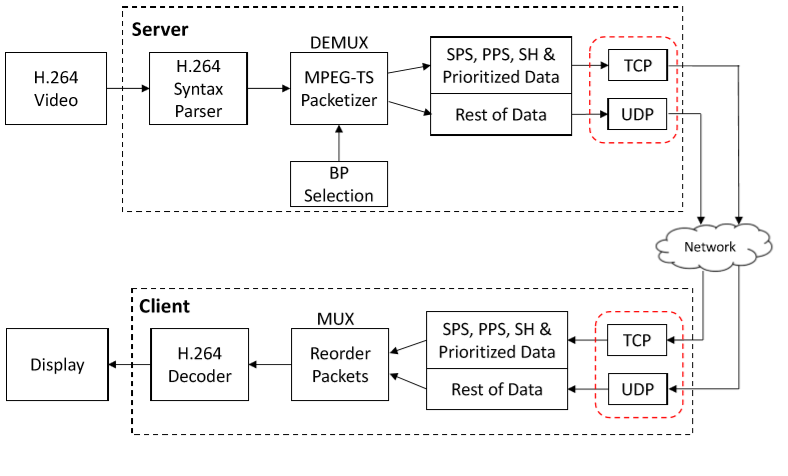 Server
H.264
Video
H.264
Syntax
Parser
DEMUX
MPEG-TS
Packetizer
BP
Selection
SPS, PPS, SH &
Prioritized Data
Rest of Data
TCP
UDP
Network
Client
Display
H.264
Decoder
MUX
Reorder
Packets
SPS, PPS, SH &
Prioritized Data
Rest of Data
TCP
UDP